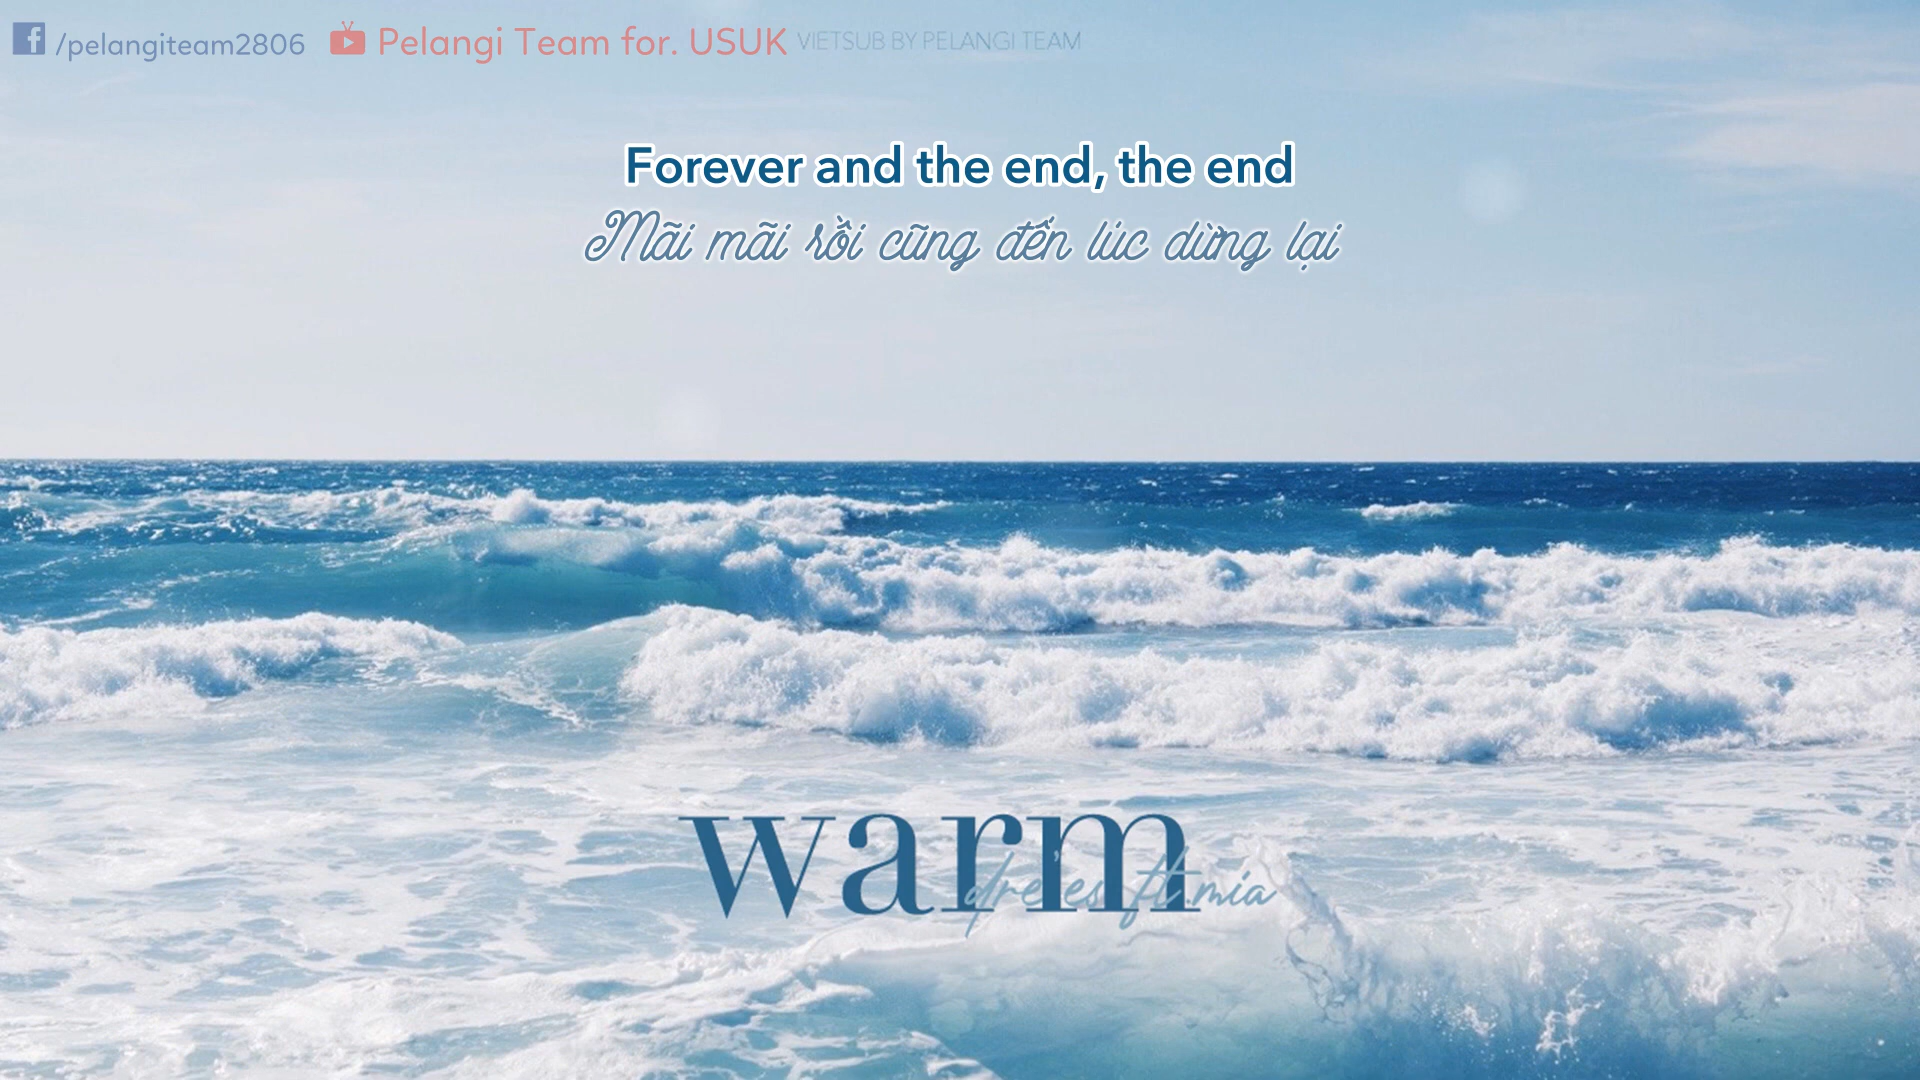 /pelangiteam2806 Pelangi Team for. USUK VIETSUB BY PELANGI TEAM
Forever and the end, the end
Mãi mãi rồi cũng đến lúc dừng lại
warm
dre'es ft. mia